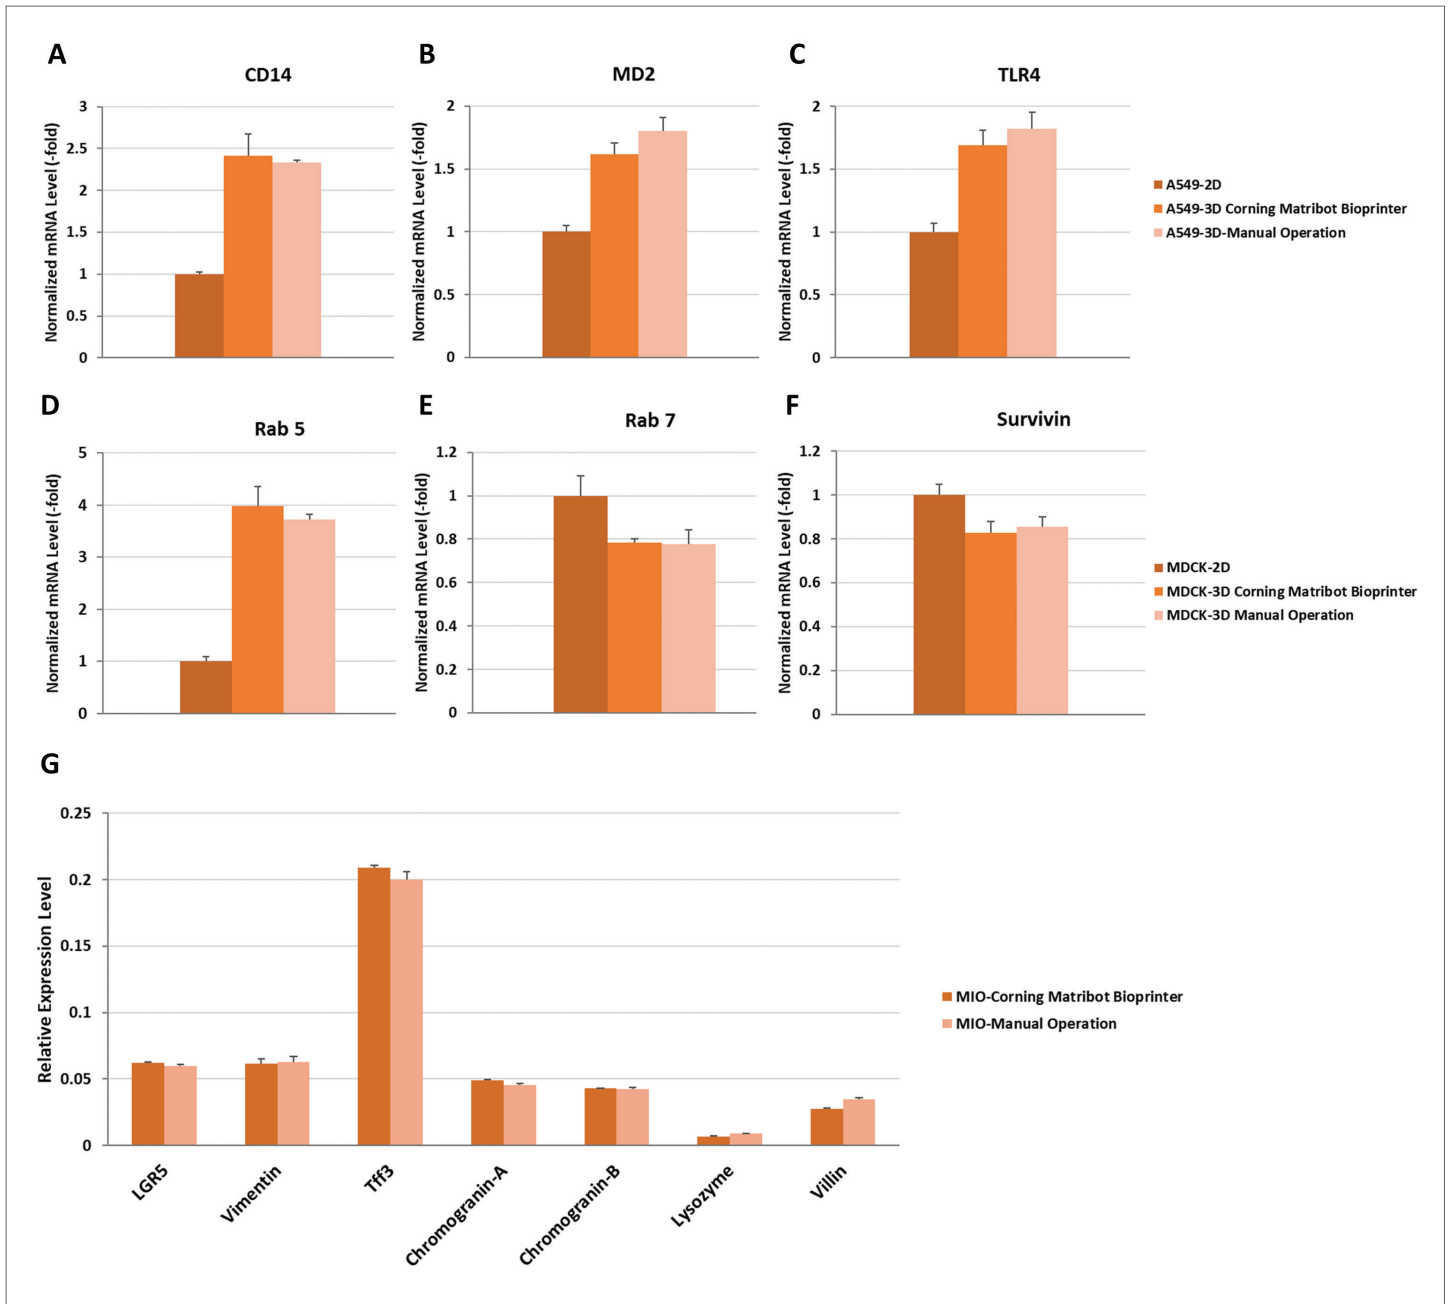 A
CD14
Normalized mRNA Level (-fold)
3
2.5
2
1.5
1
0.5
0
B
MD2
Normalized mRNA Level (-fold)
2
1.5
1
0.5
0
C
TLR4
Normalized mRNA Level (-fold)
2
1.5
1
0.5
0
A549-2D
A549-3D Corning Matribot Bioprinter
A549-3D-Manual Operation
D
Rab 5
Normalized mRNA Level (-fold)
5
4
3
2
1
0
E
Rab 7
Normalized mRNA Level (-fold)
1.2
1
0.8
0.6
0.4
0.2
0
F
Survivin
Normalized mRNA Level (-fold)
1.2
1
0.8
0.6
0.4
0.2
0
MDCK-2D
MDCK-3D Corning Matribot Bioprinter
MDCK-3D Manual Operation
G
Relative Expression Level
0.25
0.2
0.15
0.1
0.05
0
LGR5
Vimentin
Tff3
Chromogranin-A
Chromogranin-B
Lysozyme
Villin
MIO-Corning Matribot Bioprinter
MIO-Manual Operation